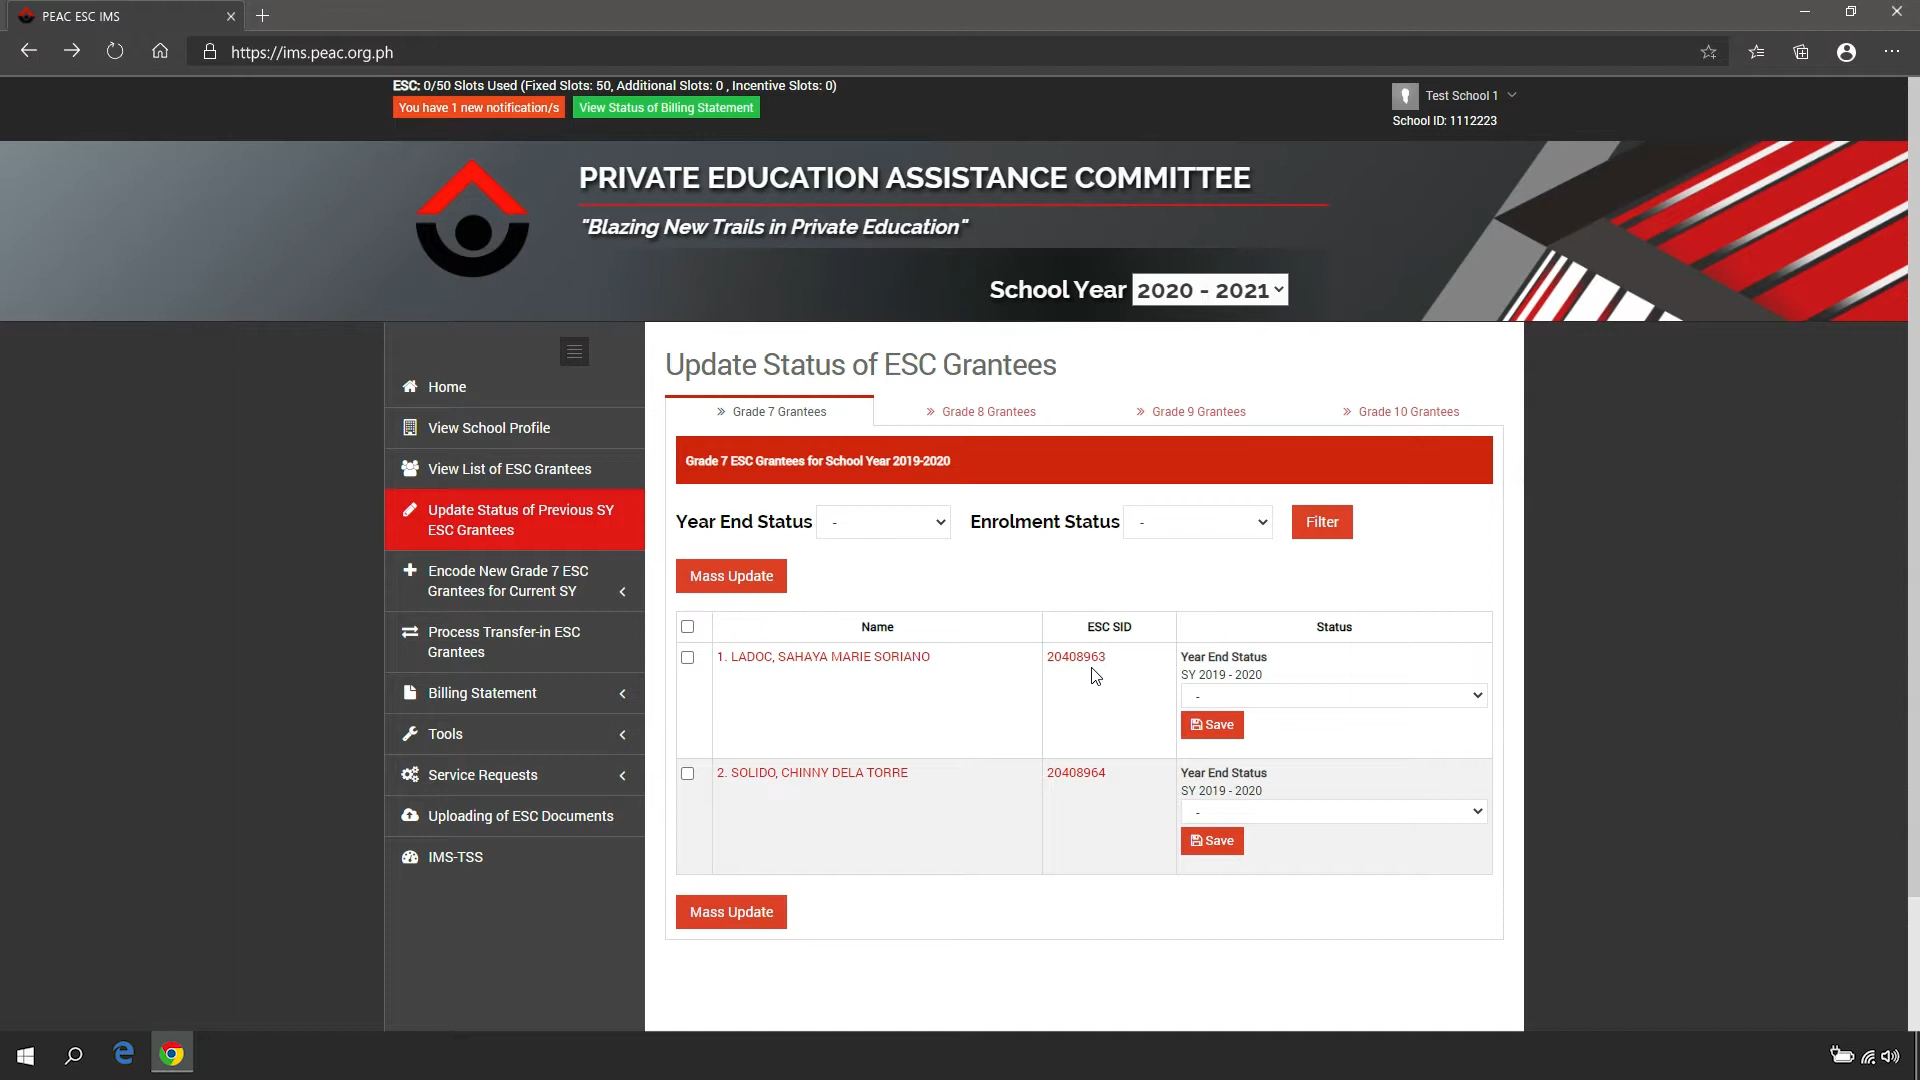 PEAC ESC IMS
https://ims.peac.org.ph
ESC: 0/50 Slots Used (Fixed Slots: 50, Additional Slots: 0 , Incentive Slots: 0)
You have 1 new notification/s
View Status of Billing Statement
Test School 1
School ID: 1112223
PRIVATE EDUCATION ASSISTANCE COMMITTEE
"Blazing New Trails in Private Education"
School Year 2020 - 2021
Home
View School Profile
View List of ESC Grantees
Update Status of Previous SY
ESC Grantees
Encode New Grade 7 ESC
Grantees for Current SY
Process Transfer-in ESC
Grantees
Billing Statement
Tools
Service Requests
Uploading of ESC Documents
IMS-TSS
Update Status of ESC Grantees
» Grade 7 Grantees
» Grade 8 Grantees
» Grade 9 Grantees
» Grade 10 Grantees
Grade 7 ESC Grantees for School Year 2019-2020
Year End Status - Enrolment Status - Filter
Mass Update
Name ESC SID Status
1. LADOC, SAHAYA MARIE SORIANO 20408963 Year End Status
SY 2019 - 2020
-
Save
2. SOLIDO, CHINNY DELA TORRE 20408964 Year End Status
SY 2019 - 2020
-
Save
Mass Update